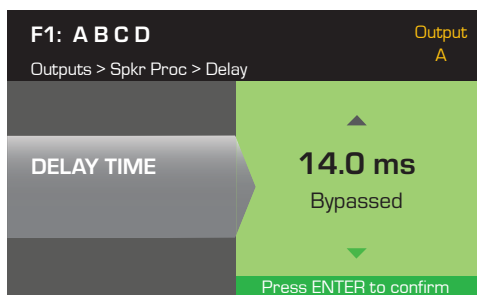 F1: A B C D
Output
A
Outputs > Spkr Proc > Delay
DELAY TIME
14.0 ms
Bypassed
Press ENTER to confirm